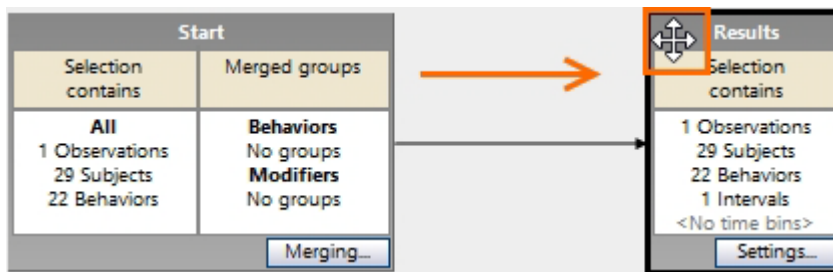 Start
Selection
contains
Merged groups
All
1 Observations
29 Subjects
22 Behaviors
Behaviors
No groups
Modifiers
No groups
Merging...
Results
Selection
contains
1 Observations
29 Subjects
22 Behaviors
1 Intervals
<No time bins>
Settings...